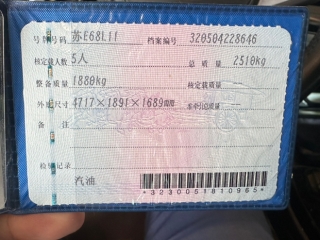 号牌号码 苏E68L11 档案编号 320504228646
核定载人数 5人 总质量 2510kg
整备质量 1880kg 核定载质量 --
外廓尺寸 4717×1891×1689mm 准牵引总质量 --
备注
检验记录
汽油
*3230051810965*